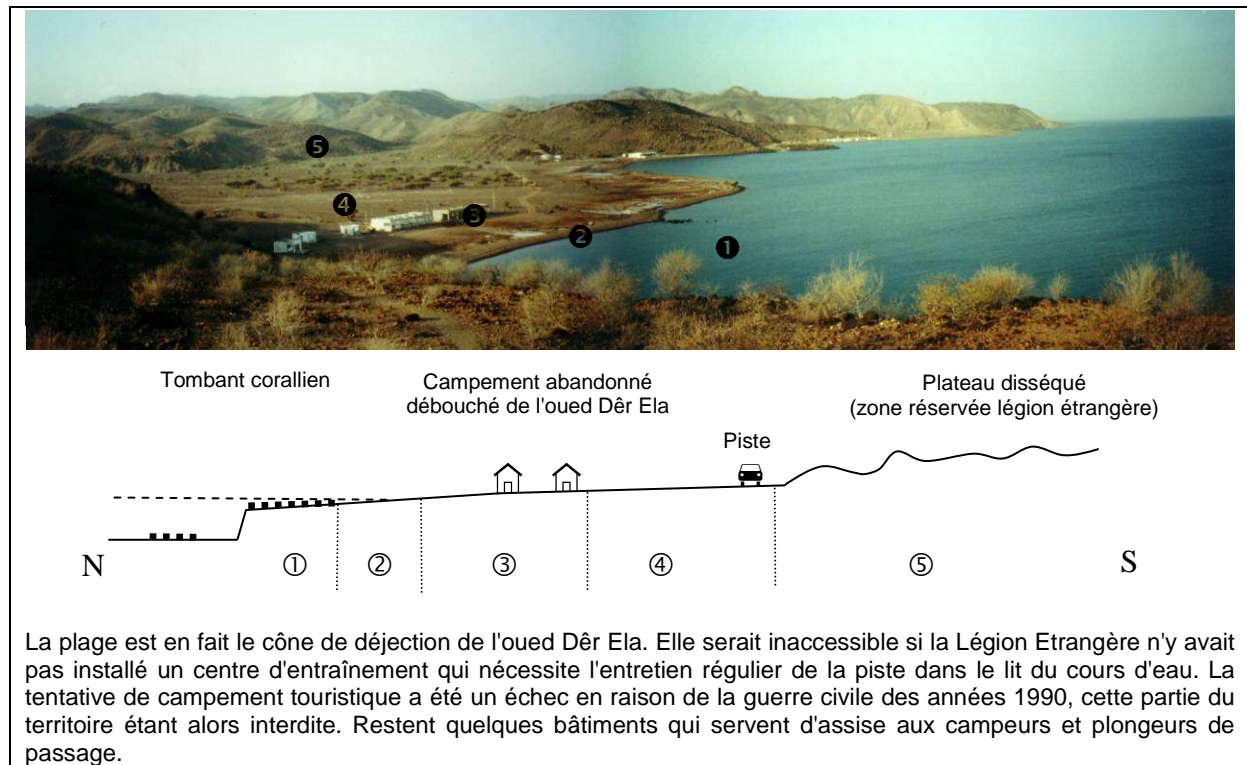 ❺
❹
❸
❷
❶
Tombant corallien
Campement abandonné
débouché de l'oued Dêr Ela
Plateau disséqué
(zone réservée légion étrangère)
Piste
N ① ② ③ ④ ⑤ S
La plage est en fait le cône de déjection de l'oued Dêr Ela. Elle serait inaccessible si la Légion Etrangère n'y avait
pas installé un centre d'entraînement qui nécessite l'entretien régulier de la piste dans le lit du cours d'eau. La
tentative de campement touristique a été un échec en raison de la guerre civile des années 1990, cette partie du
territoire étant alors interdite. Restent quelques bâtiments qui servent d'assise aux campeurs et plongeurs de
passage.